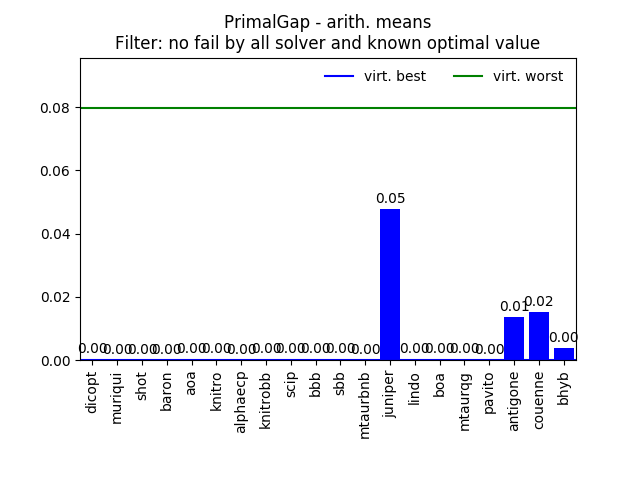 PrimalGap - arith. means
Filter: no fail by all solver and known optimal value
virt. best
virt. worst
0.08
0.06
0.04
0.02
0.00
0.00
0.00
0.00
0.00
0.00
0.00
0.00
0.00
0.00
0.00
0.00
0.00
0.05
0.00
0.00
0.00
0.00
0.01
0.02
0.00
dicopt
muriqui
shot
baron
aoa
knitro
alphaecp
knitrobb
scip
bbb
sbb
mtaurbnb
juniper
lindo
boa
mtaurqg
pavito
antigone
couenne
bhyb